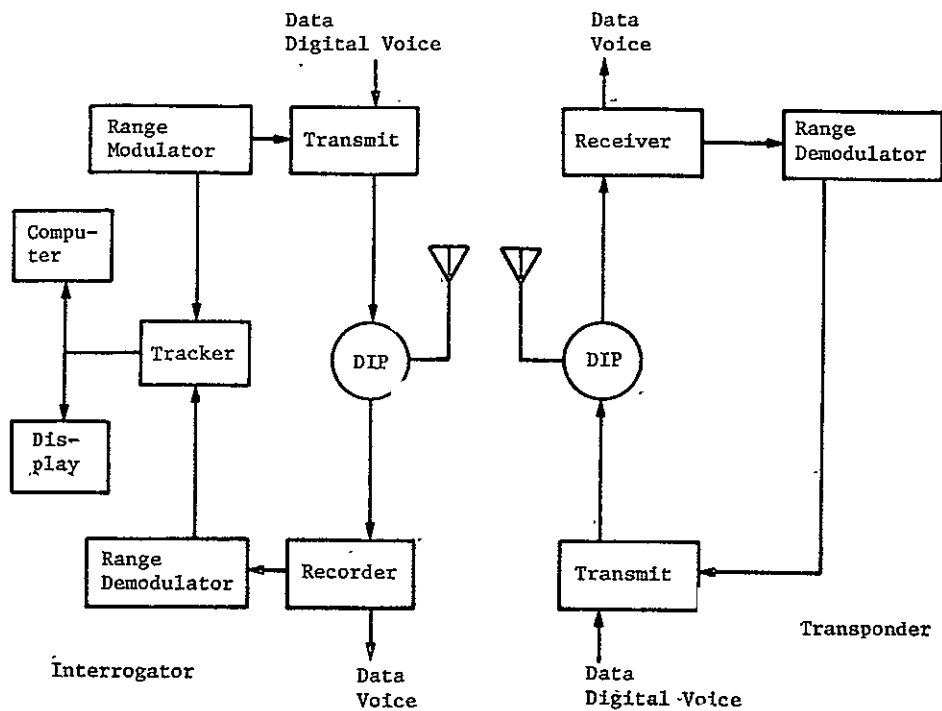 Data
Digital Voice
Data
Voice
Range
Modulator
Transmit
Receiver
Range
Demodulator
Compu-
ter
Tracker
DIP
DIP
Dis-
play
Range
Demodulator
Recorder
Transmit
Transponder
Interrogator
Data
Voice
Data
Digital Voice